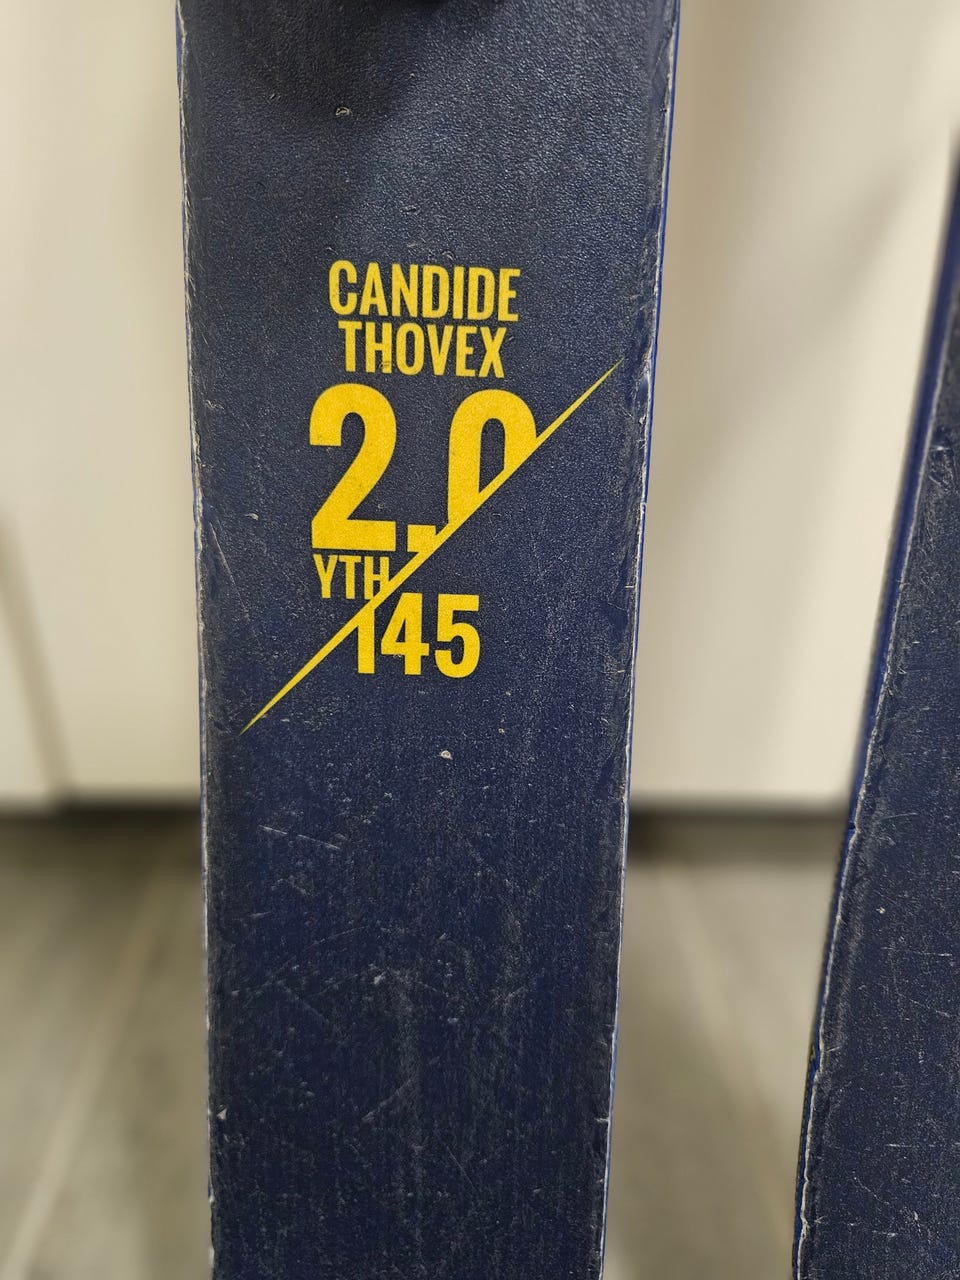 CANDIDE
THOVEX
2.0
YTH
145